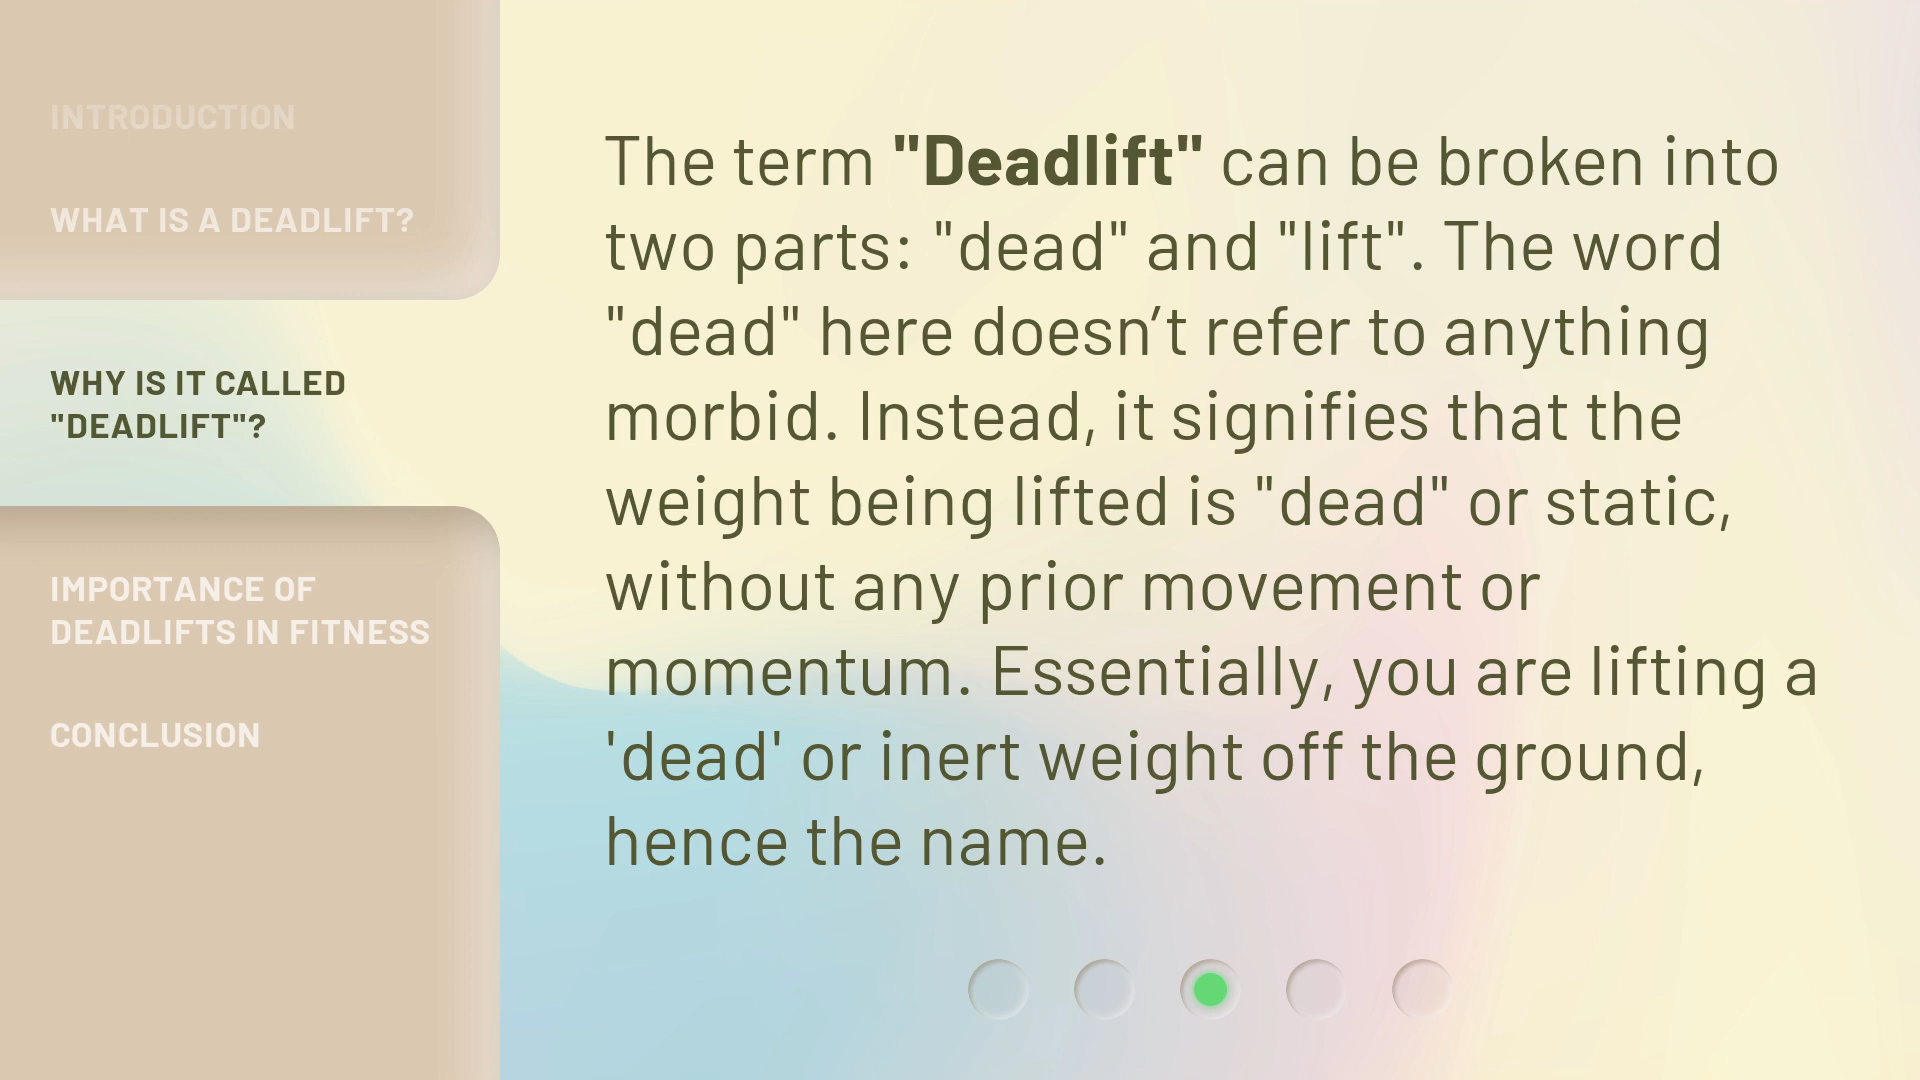 INTRODUCTION
WHAT IS A DEADLIFT?
WHY IS IT CALLED
"DEADLIFT"?
IMPORTANCE OF
DEADLIFTS IN FITNESS
CONCLUSION
The term "Deadlift" can be broken into
two parts: "dead" and "lift". The word
"dead" here doesn’t refer to anything
morbid. Instead, it signifies that the
weight being lifted is "dead" or static,
without any prior movement or
momentum. Essentially, you are lifting a
'dead' or inert weight off the ground,
hence the name.